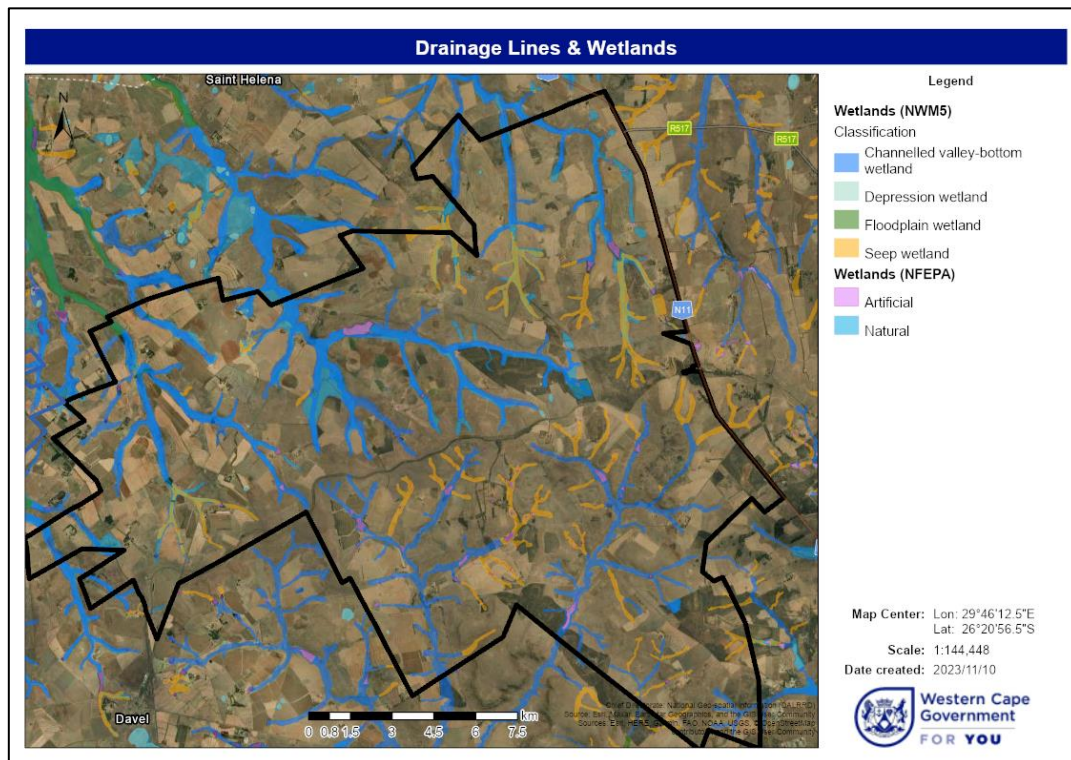 Drainage Lines & Wetlands
Saint Helena
N
R517
R517
N11
Davel
km
0 0.8 1.5 3 4.5 6 7.5
Legend
Wetlands (NWM5)
Classification
Channelled valley-bottom
wetland
Depression wetland
Floodplain wetland
Seep wetland
Wetlands (NFEPA)
Artificial
Natural
Map Center: Lon: 29°46'12.5"E
Lat: 26°20'56.5"S
Scale: 1:144,448
Date created: 2023/11/10
Western Cape
Government
FOR YOU